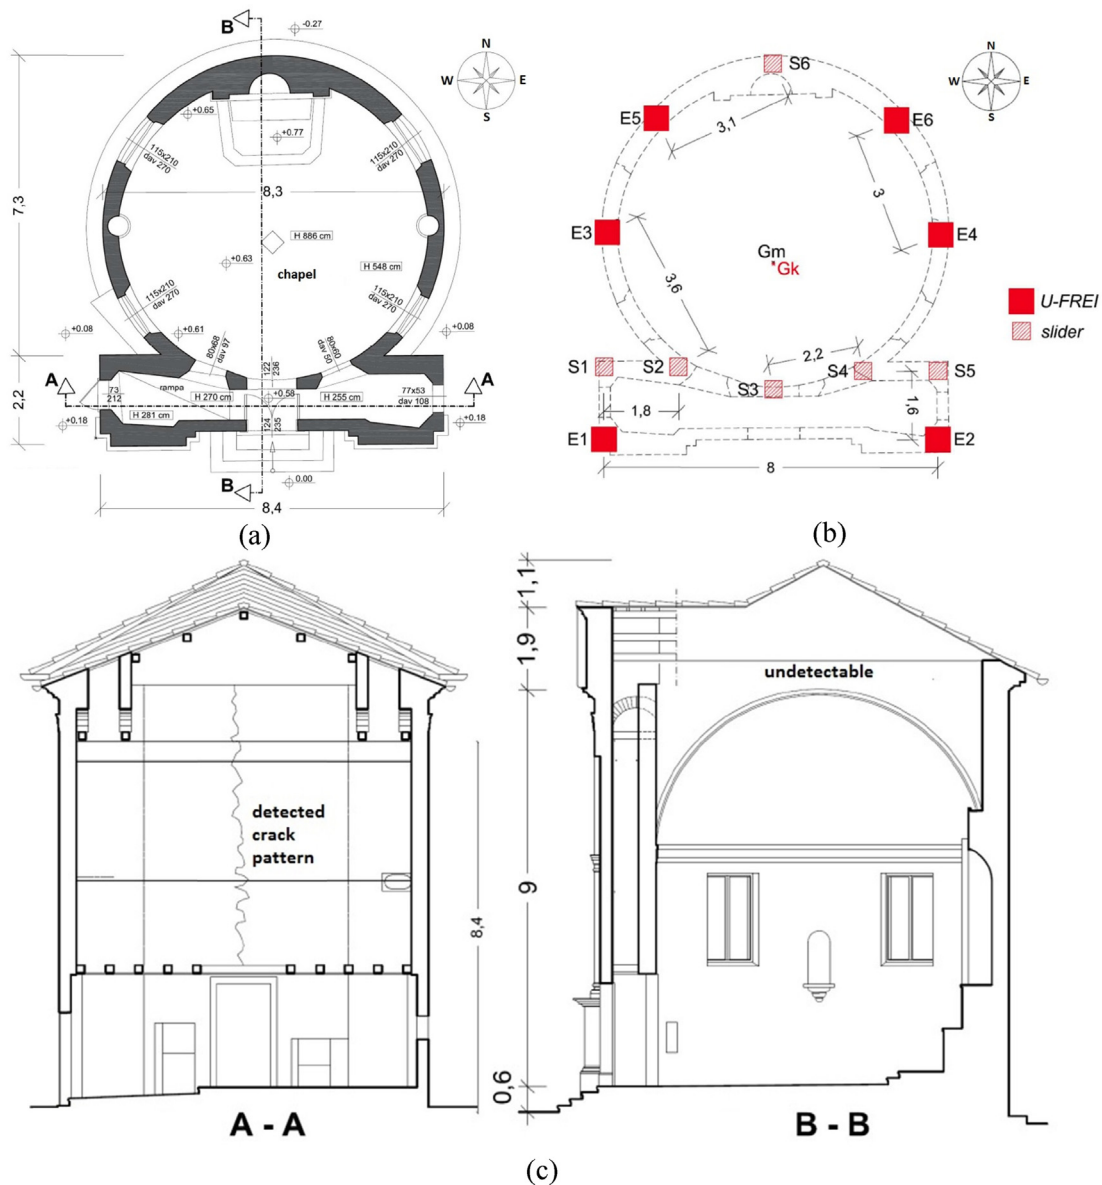 B
-0.27
N
W
E
S
+0.65
+0.77
115x210
dav 270
115x210
dav 270
7,3
8,3
H 886 cm
H 548 cm
+0.63
chapel
115x210
dav 270
115x210
dav 270
+0.08
+0.61
80x68
dav 97
80x60
dav 50
+0.08
122
236
A
A
2,2
73
212
rampa
H 270 cm
+0.58
H 255 cm
77x53
dav 108
H 281 cm
+0.18
124
235
+0.18
B
0.00
8,4
(a)
S6
N
W
E
S
E5
E6
3,1
3
E3
E4
Gm
Gk
3,6
U-FREI
slider
2,2
S1
S2
S3
S4
S5
1,8
1,6
E1
E2
8
(b)
detected
crack
pattern
8,4
A - A
1,1
1,9
9
0,6
undetectable
B - B
(c)